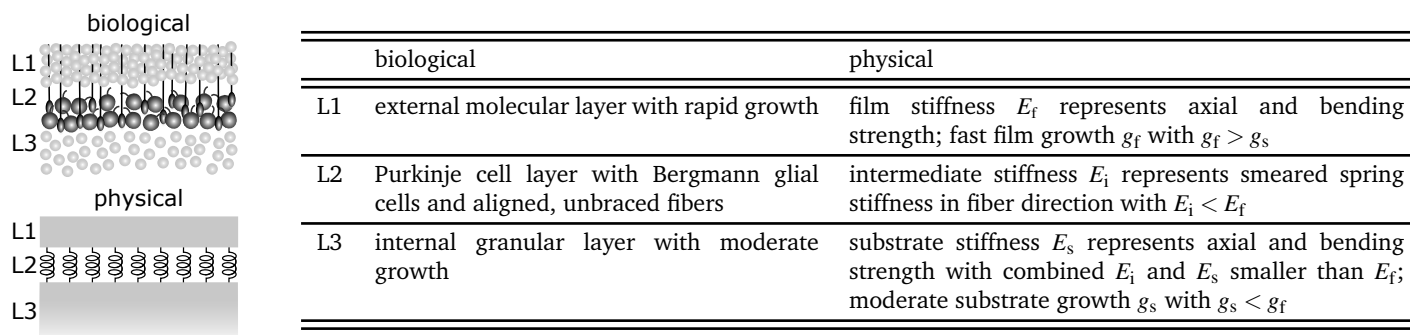 biological
L1
L2
L3
physical
L1
L2
L3
biological physical
L1 external molecular layer with rapid growth film stiffness E_f represents axial and bending
strength; fast film growth g_f with g_f > g_s
L2 Purkinje cell layer with Bergmann glial intermediate stiffness E_i represents smeared spring
cells and aligned, unbraced fibers stiffness in fiber direction with E_i < E_f
L3 internal granular layer with moderate substrate stiffness E_s represents axial and bending
growth strength with combined E_i and E_s smaller than E_f;
moderate substrate growth g_s with g_s < g_f